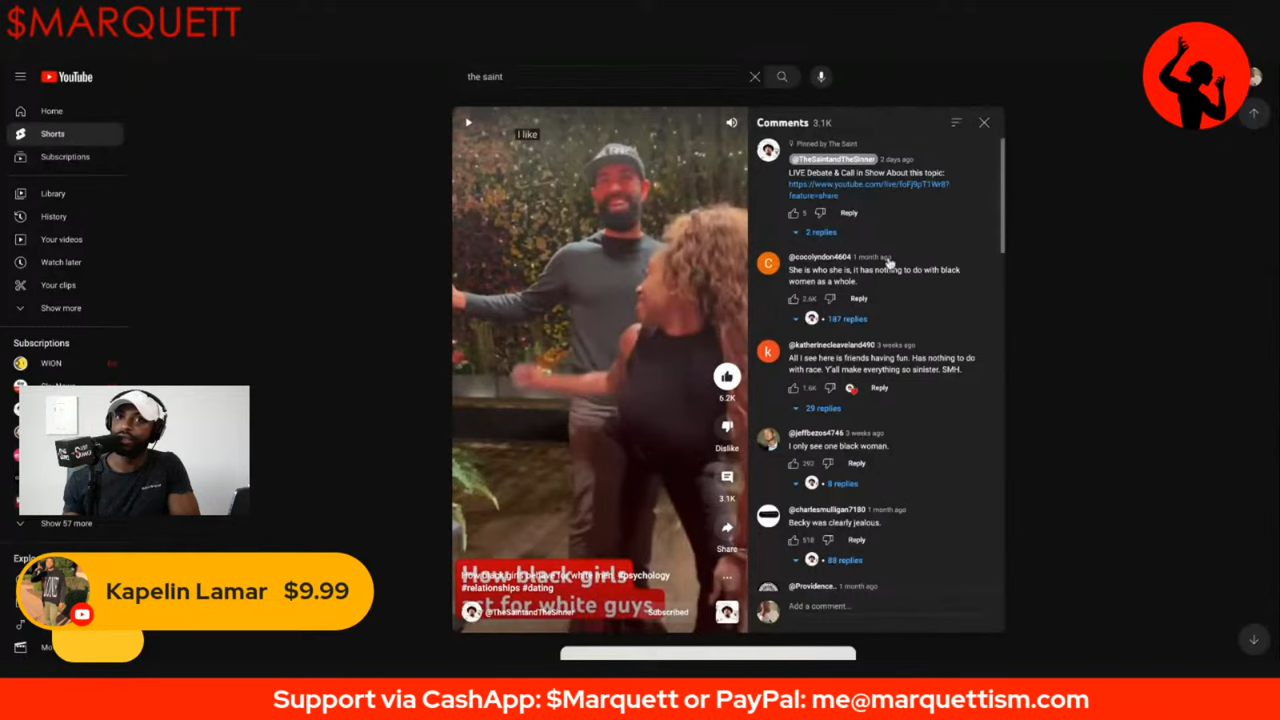 $MARQUETT
YouTube
the saint
Home
Shorts
Subscriptions
Library
History
Your videos
Watch later
Your clips
Show more
Subscriptions
WION
Show 57 more
I like
6.2K
Dislike
3.1K
Share
How black girls
#psychology
#relationships #dating
act for white guys
@TheSaintandTheSinner
Subscribed
Comments 3.1K
Pinned by The Saint
@TheSaintandTheSinner 2 days ago
LIVE Debate & Call in Show About this topic:
feature=share
5 Reply
2 replies
@cocolyndon4604 1 month ago
She is who she is, it has nothing to do with black
women as a whole.
2.6K Reply
187 replies
@katherinecleaveland490 3 weeks ago
All I see here is friends having fun. Has nothing to do
with race. Y'all make everything so sinister. SMH.
1.6K Reply
29 replies
@jeffbezos4746 3 weeks ago
I only see one black woman.
292 Reply
8 replies
@charlesmulligan7180 1 month ago
Becky was clearly jealous.
518 Reply
88 replies
@Providence.. 1 month ago
Add a comment...
Kapelin Lamar $9.99
Support via CashApp: $Marquett or PayPal: me@marquettism.com